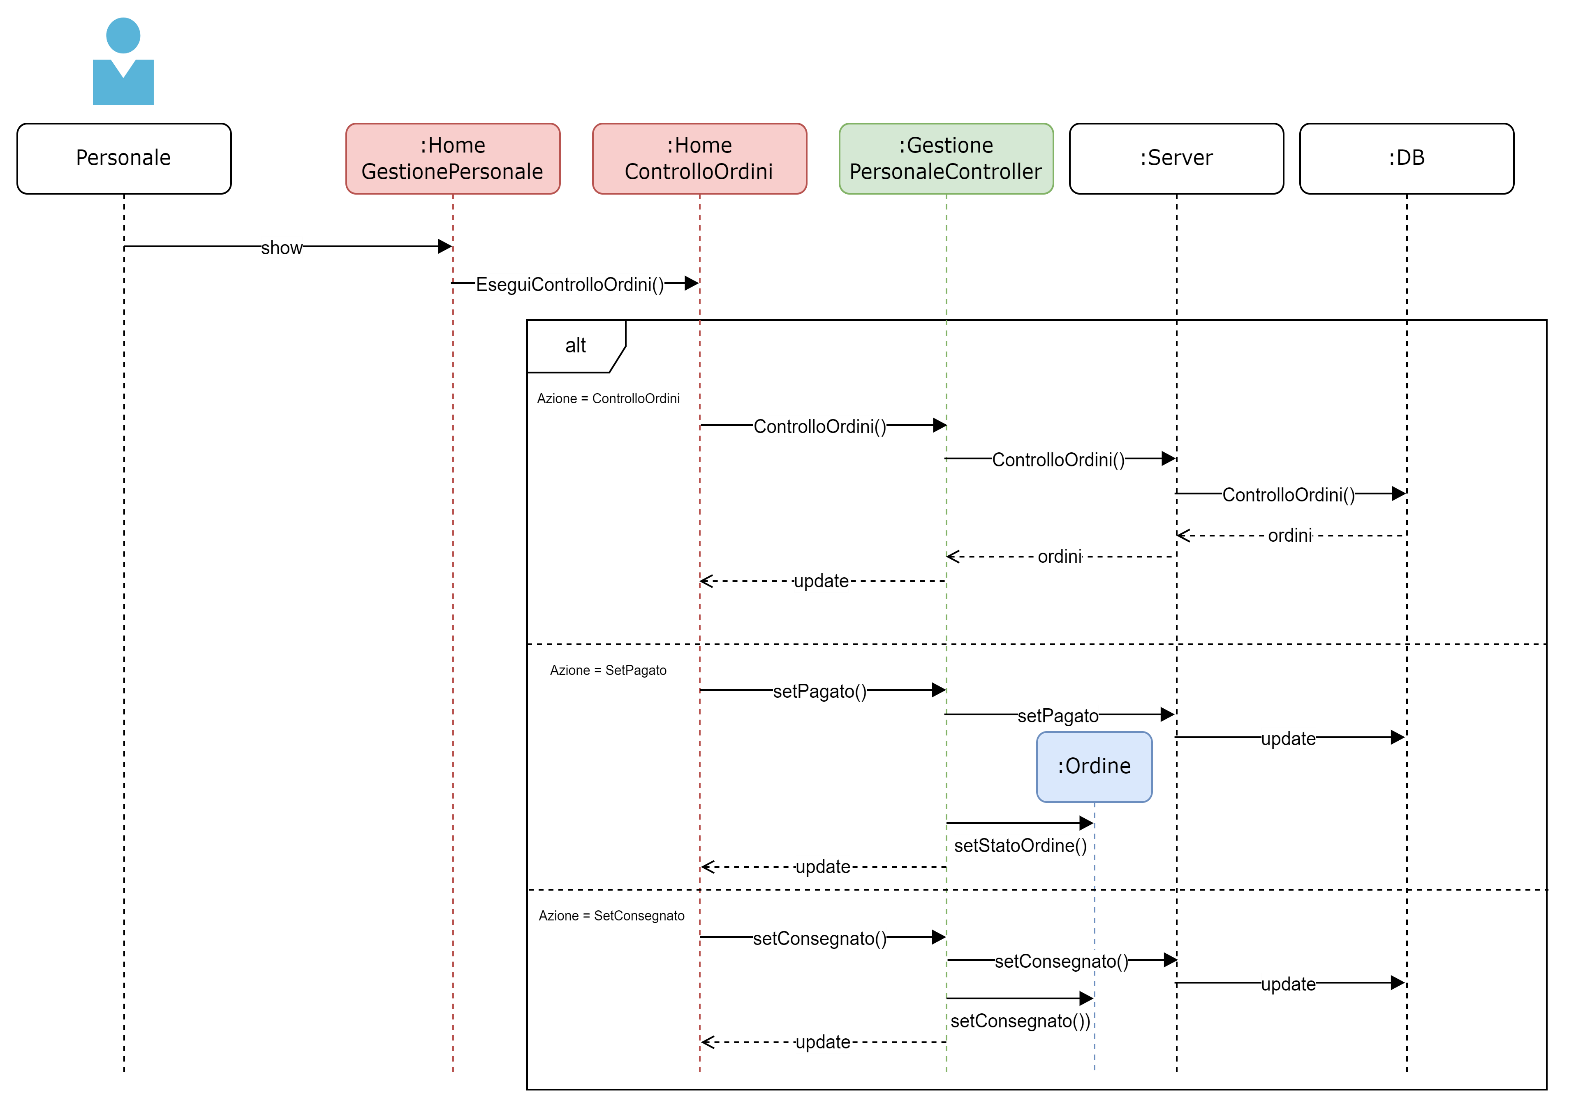 Personale
:Home
GestionePersonale
:Home
ControlloOrdini
:Gestione
PersonaleController
:Server
:DB
show
EseguiControlloOrdini()
alt
Azione = ControlloOrdini
ControlloOrdini()
ControlloOrdini()
ControlloOrdini()
ordini
ordini
update
Azione = SetPagato
setPagato()
setPagato
update
:Ordine
setStatoOrdine()
update
Azione = SetConsegnato
setConsegnato()
setConsegnato()
update
setConsegnato())
update